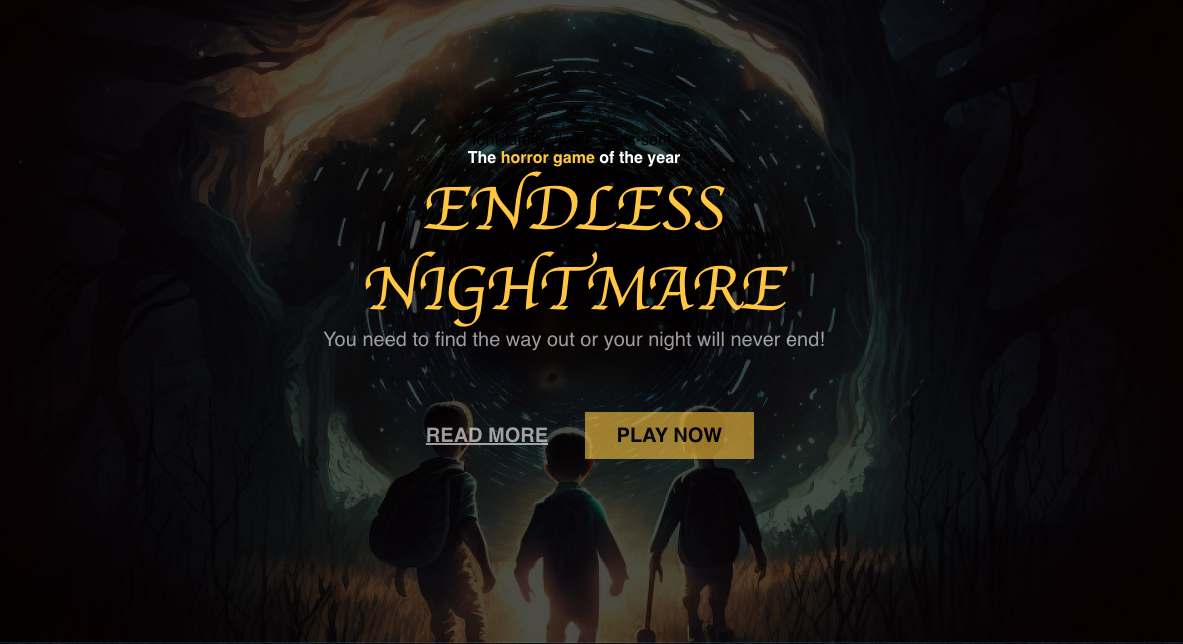 The horror game of the year
ENDLESS
NIGHTMARE
You need to find the way out or your night will never end!
READ MORE
PLAY NOW